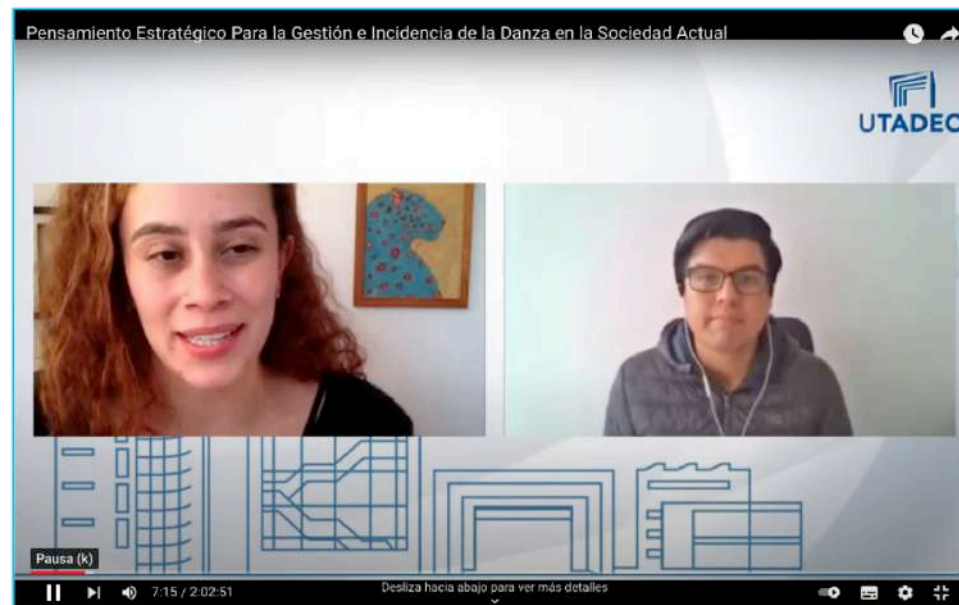 Pensamiento Estratégico Para la Gestión e Incidencia de la Danza en la Sociedad Actual
UTADEO
Pausa (k)
7:15 / 2:02:51
Desliza hacia abajo para ver más detalles